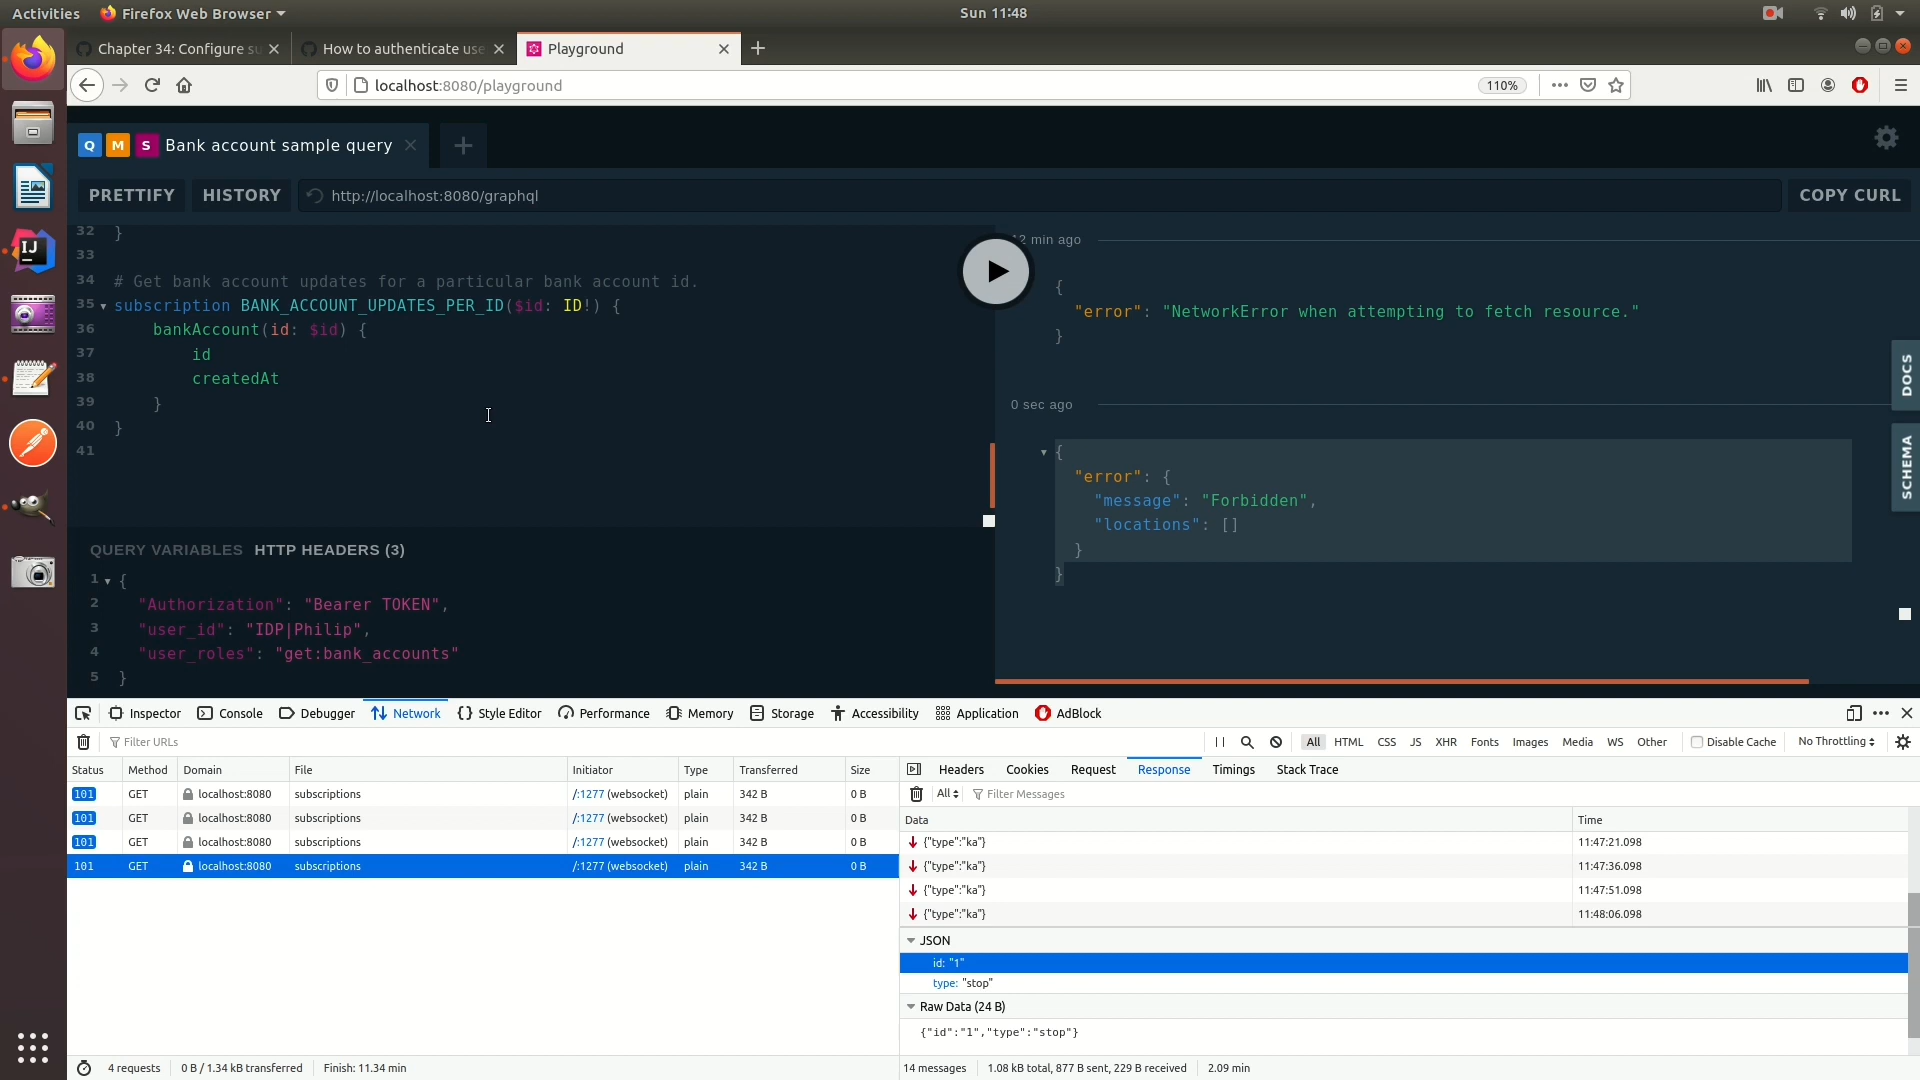 Activities
Firefox Web Browser
Sun 11:48
Chapter 34: Configure su
How to authenticate use
Playground
localhost:8080/playground
110%
Q M S Bank account sample query
PRETTIFY
HISTORY
http://localhost:8080/graphql
COPY CURL
32 }
33
34 # Get bank account updates for a particular bank account id.
35 subscription BANK_ACCOUNT_UPDATES_PER_ID($id: ID!) {
36 bankAccount(id: $id) {
37 id
38 createdAt
39 }
40 }
41
2 min ago
{
"error": "NetworkError when attempting to fetch resource."
}
0 sec ago
{
"error": {
"message": "Forbidden",
"locations": []
}
}
DOCS
SCHEMA
QUERY VARIABLES HTTP HEADERS (3)
1 {
2 "Authorization": "Bearer TOKEN",
3 "user_id": "IDP|Philip",
4 "user_roles": "get:bank_accounts"
5 }
Inspector Console Debugger Network Style Editor Performance Memory Storage Accessibility Application AdBlock
Filter URLs
All HTML CSS JS XHR Fonts Images Media WS Other Disable Cache No Throttling
Status Method Domain File Initiator Type Transferred Size
101 GET localhost:8080 subscriptions /:1277 (websocket) plain 342 B 0 B
101 GET localhost:8080 subscriptions /:1277 (websocket) plain 342 B 0 B
101 GET localhost:8080 subscriptions /:1277 (websocket) plain 342 B 0 B
101 GET localhost:8080 subscriptions /:1277 (websocket) plain 342 B 0 B
Headers Cookies Request Response Timings Stack Trace
All Filter Messages
Data Time
{"type":"ka"} 11:47:21.098
{"type":"ka"} 11:47:36.098
{"type":"ka"} 11:47:51.098
{"type":"ka"} 11:48:06.098
JSON
id: "1"
type: "stop"
Raw Data (24 B)
{"id":"1","type":"stop"}
4 requests 0 B / 1.34 kB transferred Finish: 11.34 min
14 messages 1.08 kB total, 877 B sent, 229 B received 2.09 min
IJ